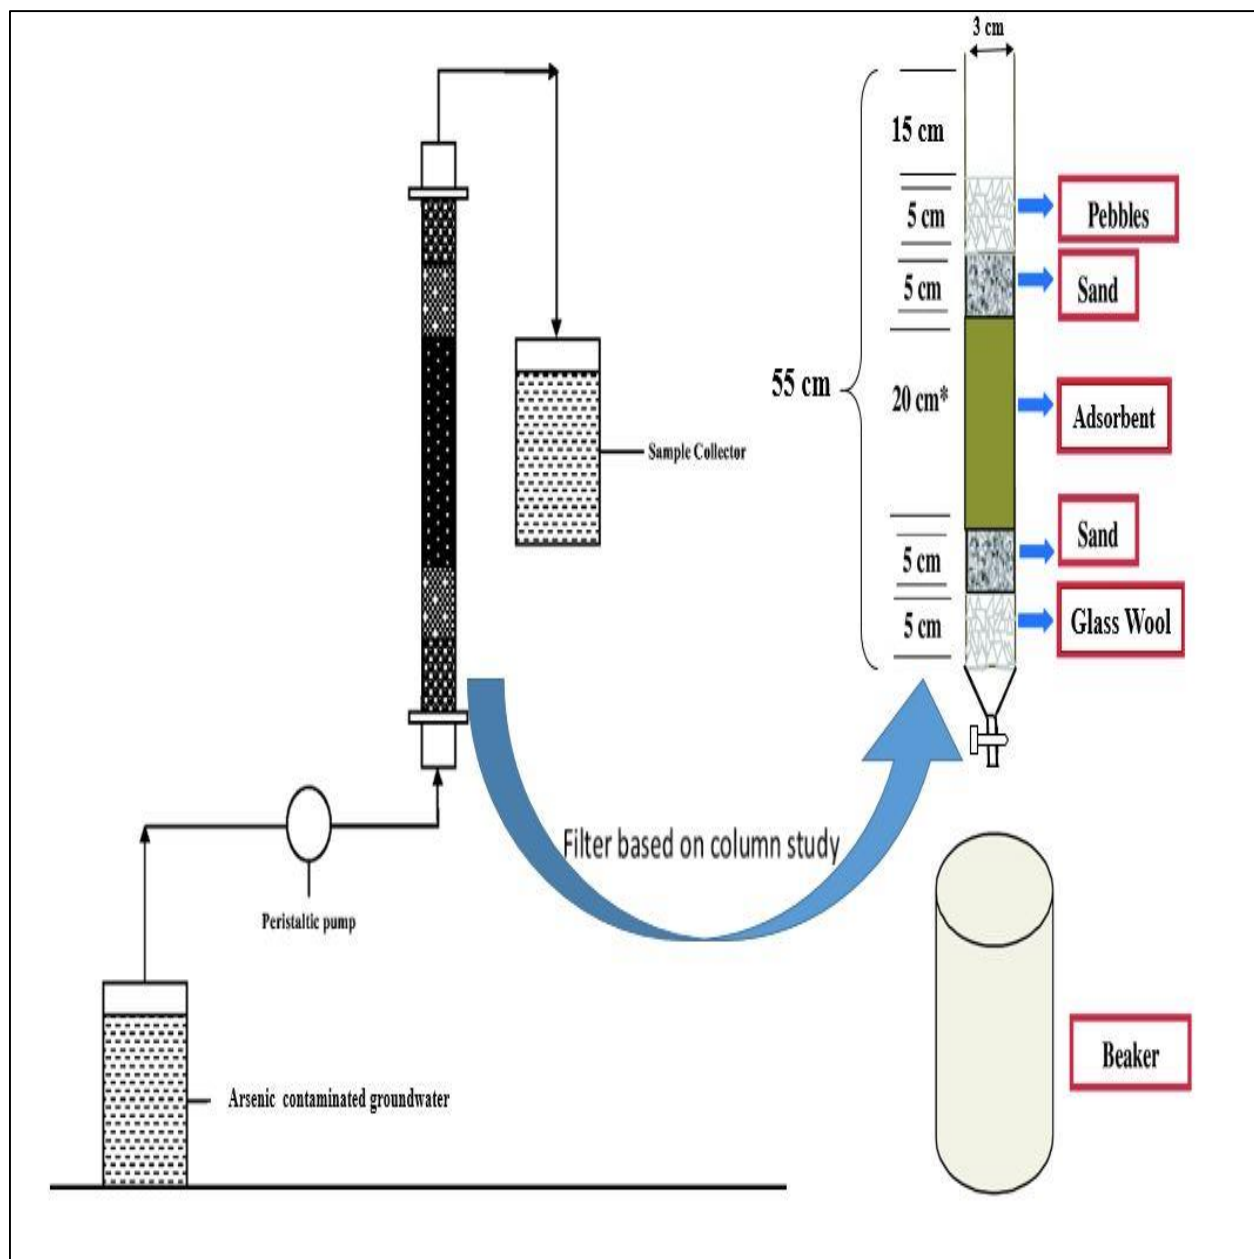 3 cm
15 cm
5 cm
Pebbles
5 cm
Sand
55 cm
20 cm*
Adsorbent
Sample Collector
5 cm
Sand
5 cm
Glass Wool
Filter based on column study
Peristaltic pump
Arsenic contaminated groundwater
Beaker